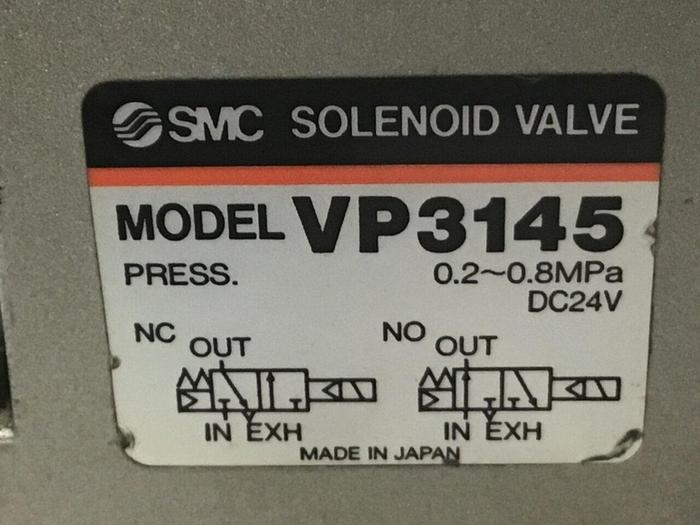 SMC SOLENOID VALVE
MODEL VP3145
PRESS. 0.2~0.8MPa
DC24V
NC OUT NO OUT
IN EXH IN EXH
MADE IN JAPAN